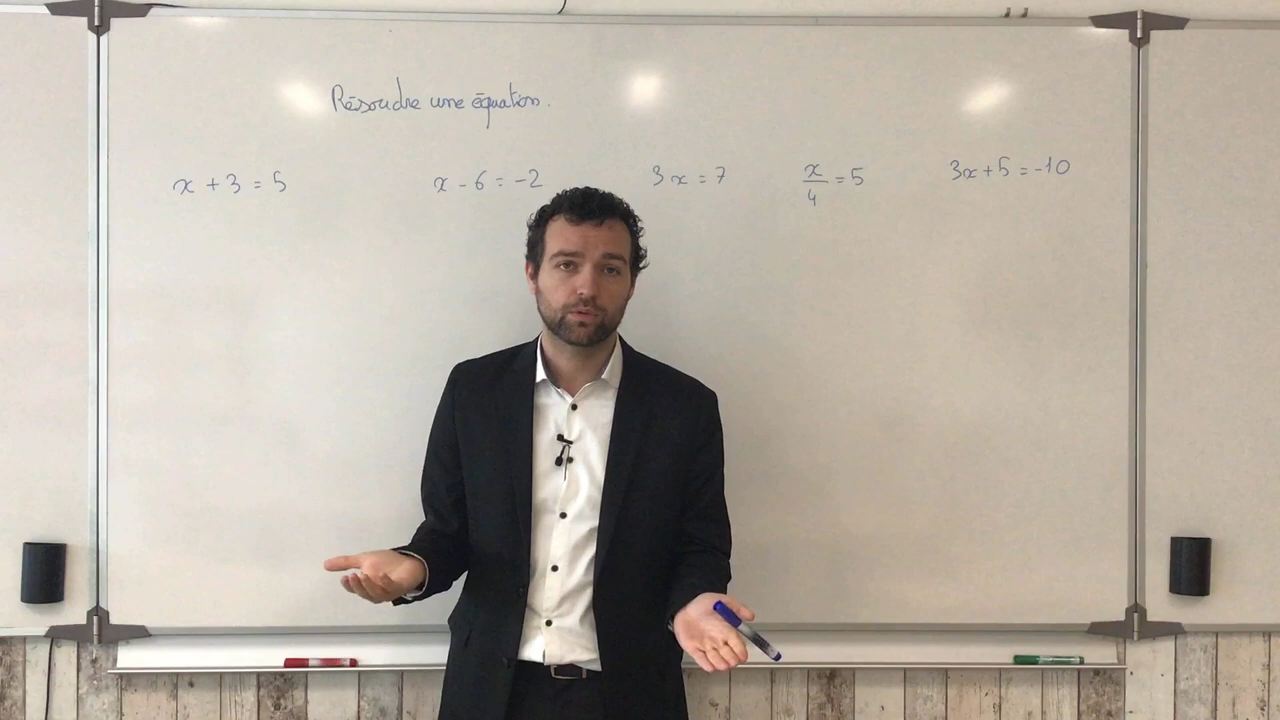 Résoudre une équation.
x + 3 = 5   x - 6 = -2   3x = 7   x/4 = 5   3x + 5 = -10